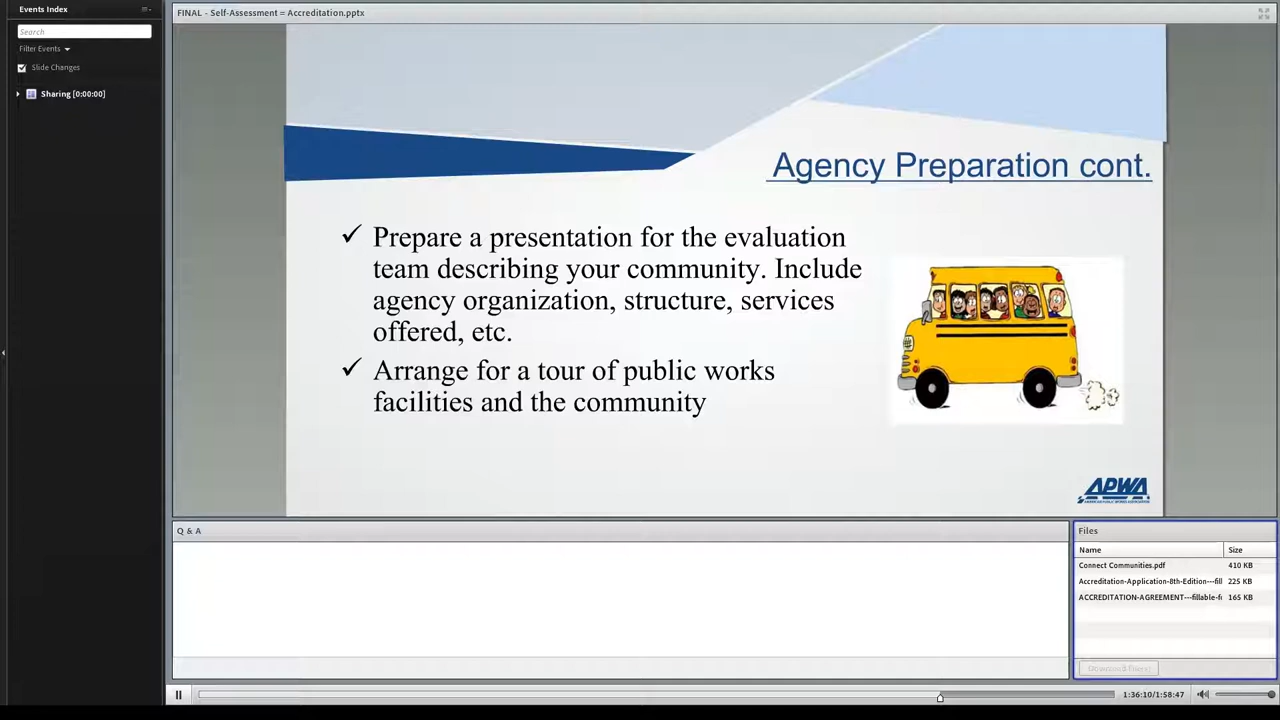 Events Index
Search
Filter Events
Slide Changes
Sharing [0:00:00]
FINAL - Self-Assessment = Accreditation.pptx
Agency Preparation cont.
✓ Prepare a presentation for the evaluation
team describing your community. Include
agency organization, structure, services
offered, etc.
✓ Arrange for a tour of public works
facilities and the community
APWA
Q & A
Files
Name Size
Connect Communities.pdf 410 KB
Accreditation-Application-8th-Edition---fill 225 KB
ACCREDITATION-AGREEMENT---fillable-f 165 KB
1:36:10/1:58:47